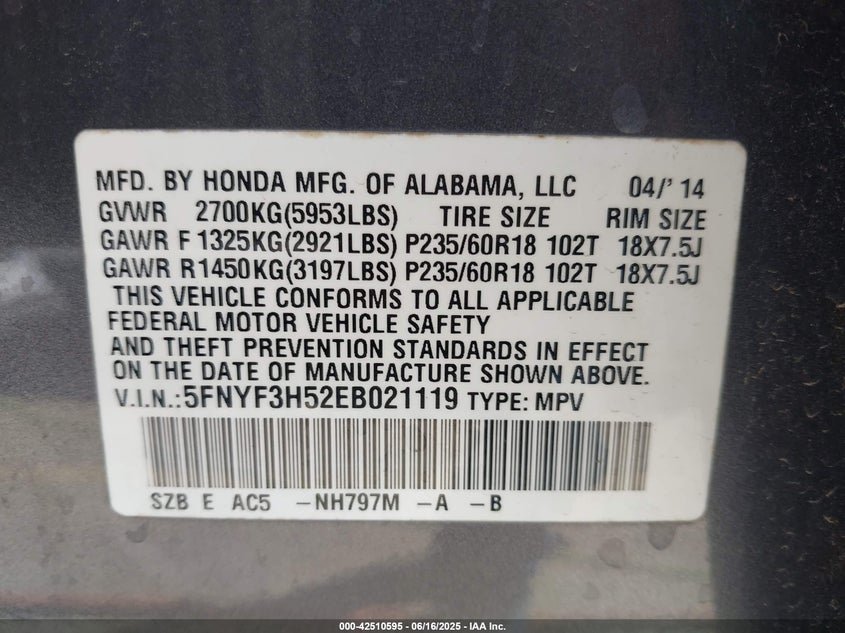 MFD. BY HONDA MFG. OF ALABAMA, LLC 04/' 14
GVWR 2700KG(5953LBS) TIRE SIZE RIM SIZE
GAWR F 1325KG(2921LBS) P235/60R18 102T 18X7.5J
GAWR R 1450KG(3197LBS) P235/60R18 102T 18X7.5J
THIS VEHICLE CONFORMS TO ALL APPLICABLE
FEDERAL MOTOR VEHICLE SAFETY
AND THEFT PREVENTION STANDARDS IN EFFECT
ON THE DATE OF MANUFACTURE SHOWN ABOVE.
V.I.N.: 5FNYF3H52EB021119 TYPE: MPV
SZB E AC5 -NH797M -A -B
000-42510595 - 06/16/2025 - IAA Inc.